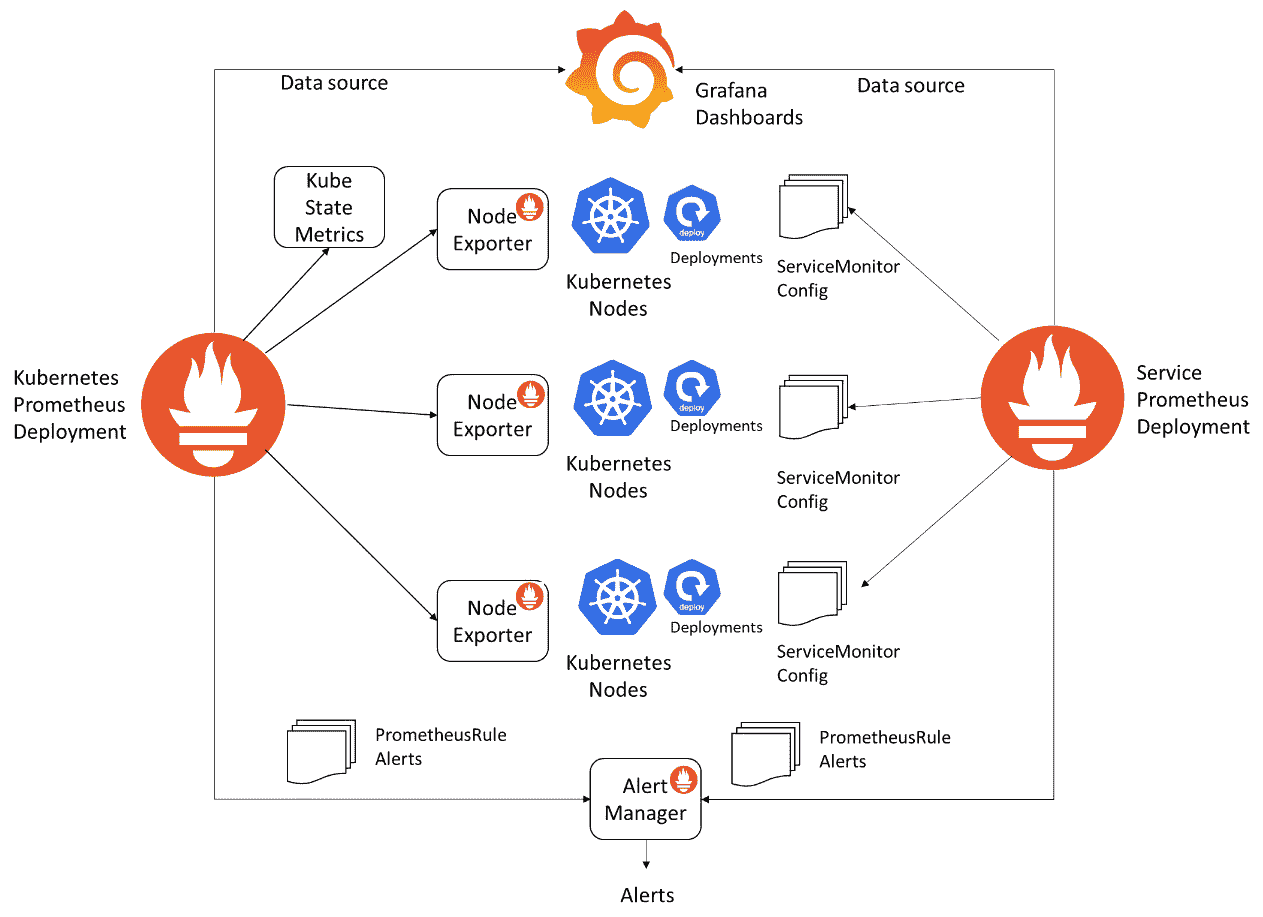 Data source
Grafana
Dashboards
Data source
Kube
State
Metrics
Node
Exporter
Kubernetes
Nodes
deploy
Deployments
ServiceMonitor
Config
Kubernetes
Prometheus
Deployment
Node
Exporter
Kubernetes
Nodes
deploy
Deployments
ServiceMonitor
Config
Service
Prometheus
Deployment
Node
Exporter
Kubernetes
Nodes
deploy
Deployments
ServiceMonitor
Config
PrometheusRule
Alerts
Alert
Manager
PrometheusRule
Alerts
Alerts